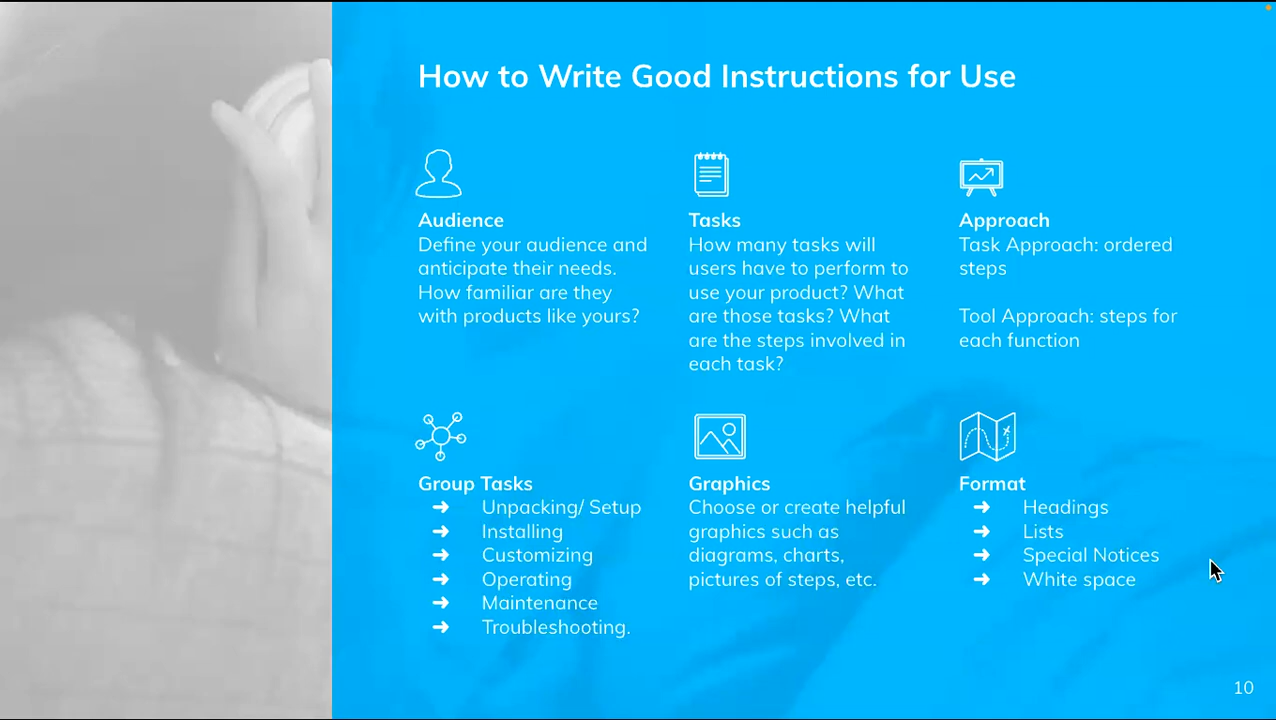 How to Write Good Instructions for Use
Audience
Define your audience and
anticipate their needs.
How familiar are they
with products like yours?
Tasks
How many tasks will
users have to perform to
use your product? What
are those tasks? What
are the steps involved in
each task?
Approach
Task Approach: ordered
steps
Tool Approach: steps for
each function
Group Tasks
➜ Unpacking/ Setup
➜ Installing
➜ Customizing
➜ Operating
➜ Maintenance
➜ Troubleshooting.
Graphics
Choose or create helpful
graphics such as
diagrams, charts,
pictures of steps, etc.
Format
➜ Headings
➜ Lists
➜ Special Notices
➜ White space
10